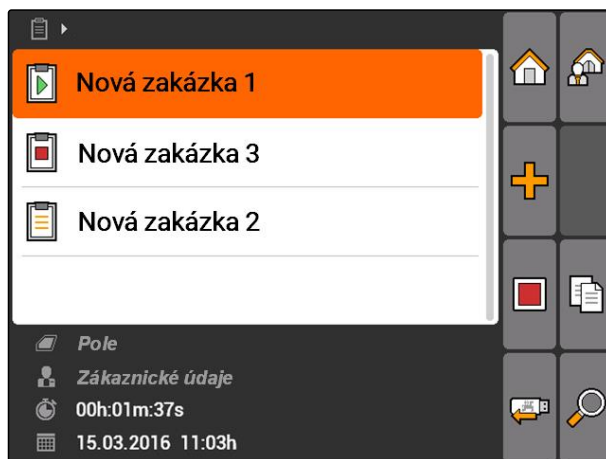 Nová zakázka 1
Nová zakázka 3
Nová zakázka 2
Pole
Zákaznické údaje
00h:01m:37s
15.03.2016 11:03h